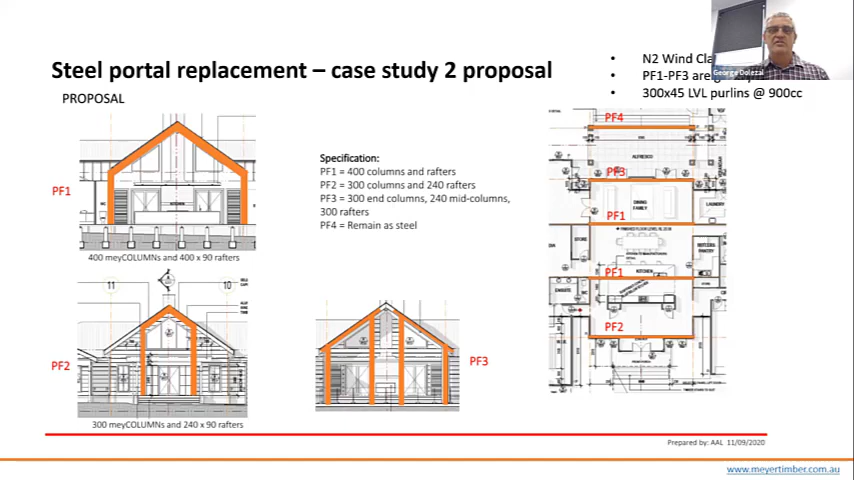 George Dolezal
Steel portal replacement – case study 2 proposal
PROPOSAL
• N2 Wind Cla
• PF1-PF3 are
• 300x45 LVL purlins @ 900cc
PF1
400 meyCOLUMNs and 400 x 90 rafters
Specification:
PF1 = 400 columns and rafters
PF2 = 300 columns and 240 rafters
PF3 = 300 end columns, 240 mid-columns,
300 rafters
PF4 = Remain as steel
11
10
PF2
300 meyCOLUMNs and 240 x 90 rafters
PF3
PF4
ALFRESCO
PF3
DINING
FAMILY
LAUNDRY
PF1
STORE
PF1
KITCHEN
ENSUITE
PF2
Prepared by: AAL 11/09/2020
www.meyertimber.com.au